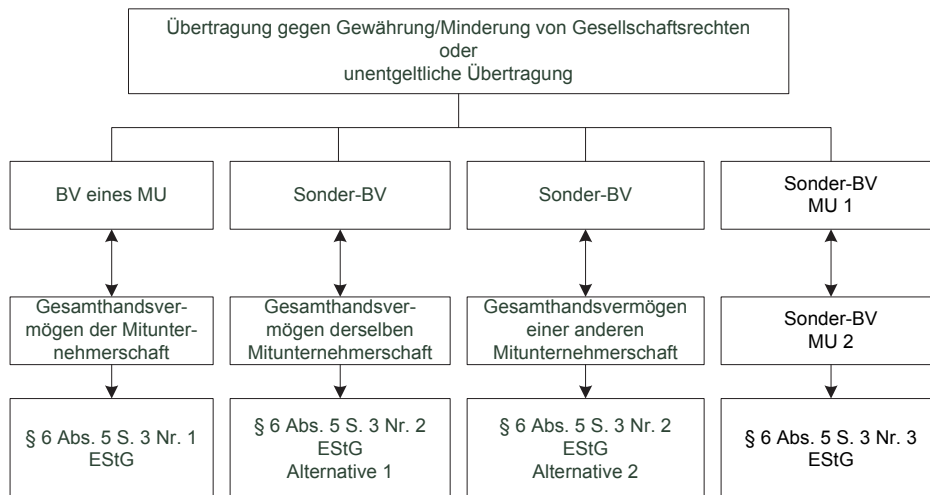 Übertragung gegen Gewährung/Minderung von Gesellschaftsrechten
oder
unentgeltliche Übertragung
BV eines MU
Sonder-BV
Sonder-BV
Sonder-BV
MU 1
Gesamthandsver-
mögen der Mitunter-
nehmerschaft
Gesamthandsver-
mögen derselben
Mitunternehmerschaft
Gesamthandsvermögen
einer anderen
Mitunternehmerschaft
Sonder-BV
MU 2
§ 6 Abs. 5 S. 3 Nr. 1
EStG
§ 6 Abs. 5 S. 3 Nr. 2
EStG
Alternative 1
§ 6 Abs. 5 S. 3 Nr. 2
EStG
Alternative 2
§ 6 Abs. 5 S. 3 Nr. 3
EStG